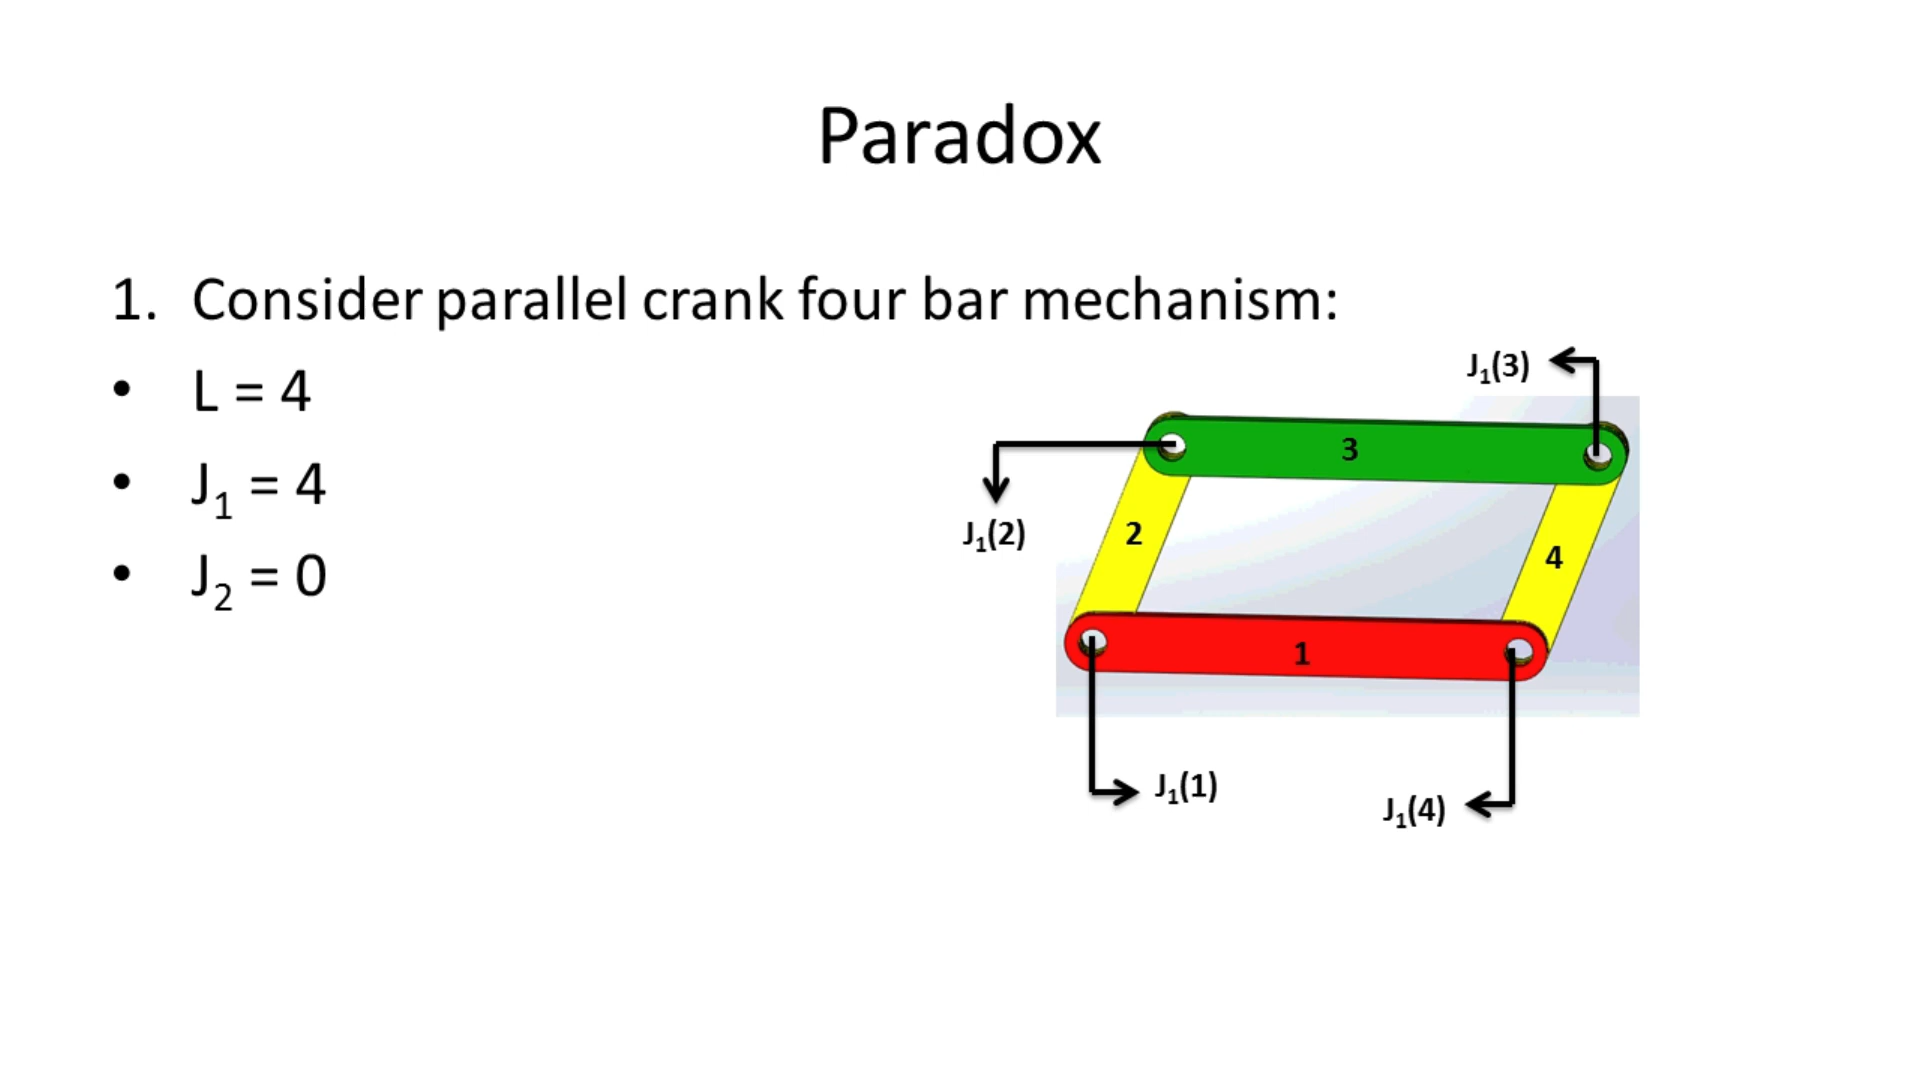 Paradox
1. Consider parallel crank four bar mechanism:
• L = 4
• J₁ = 4
• J₂ = 0
J₁(3)
3
J₁(2)
2
4
1
J₁(1)
J₁(4)